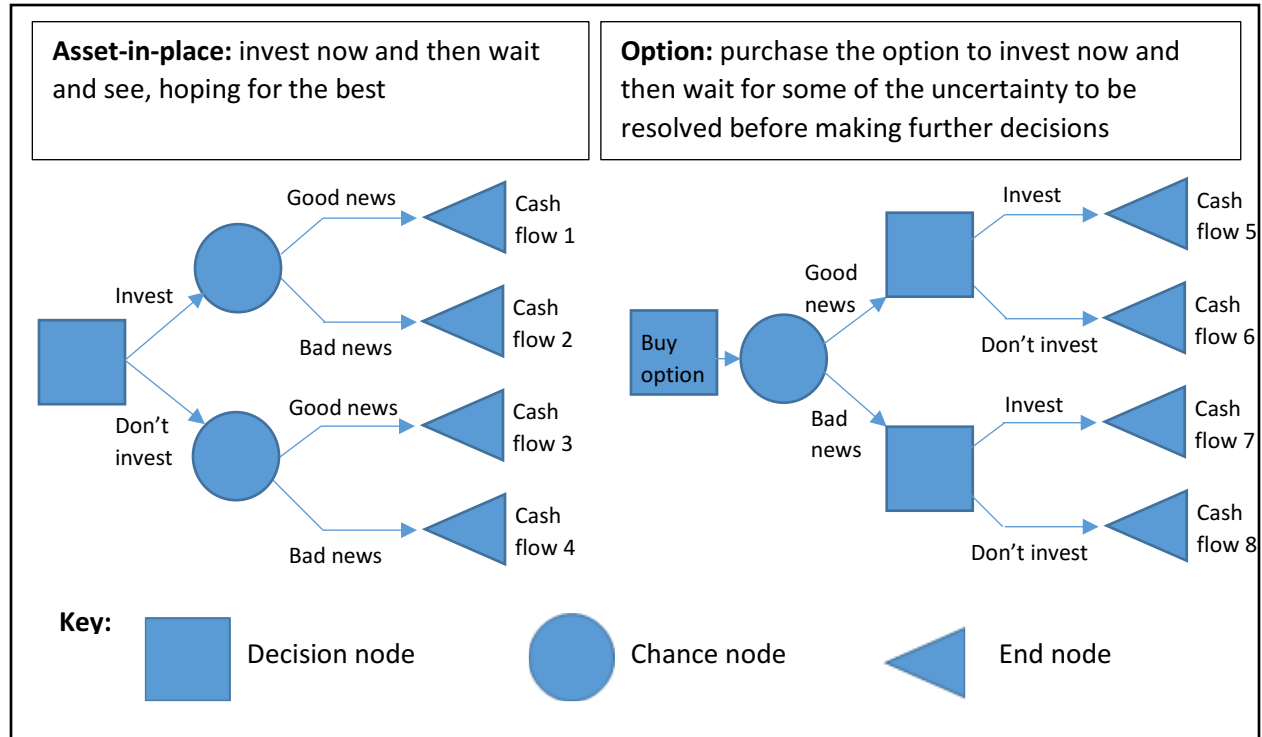 Asset-in-place: invest now and then wait
and see, hoping for the best
Option: purchase the option to invest now and
then wait for some of the uncertainty to be
resolved before making further decisions
Good news
Cash
flow 1
Invest
Bad news
Cash
flow 2
Don’t
invest
Good news
Cash
flow 3
Bad news
Cash
flow 4
Buy
option
Good
news
Invest
Cash
flow 5
Don’t invest
Cash
flow 6
Bad
news
Invest
Cash
flow 7
Don’t invest
Cash
flow 8
Key:
Decision node
Chance node
End node